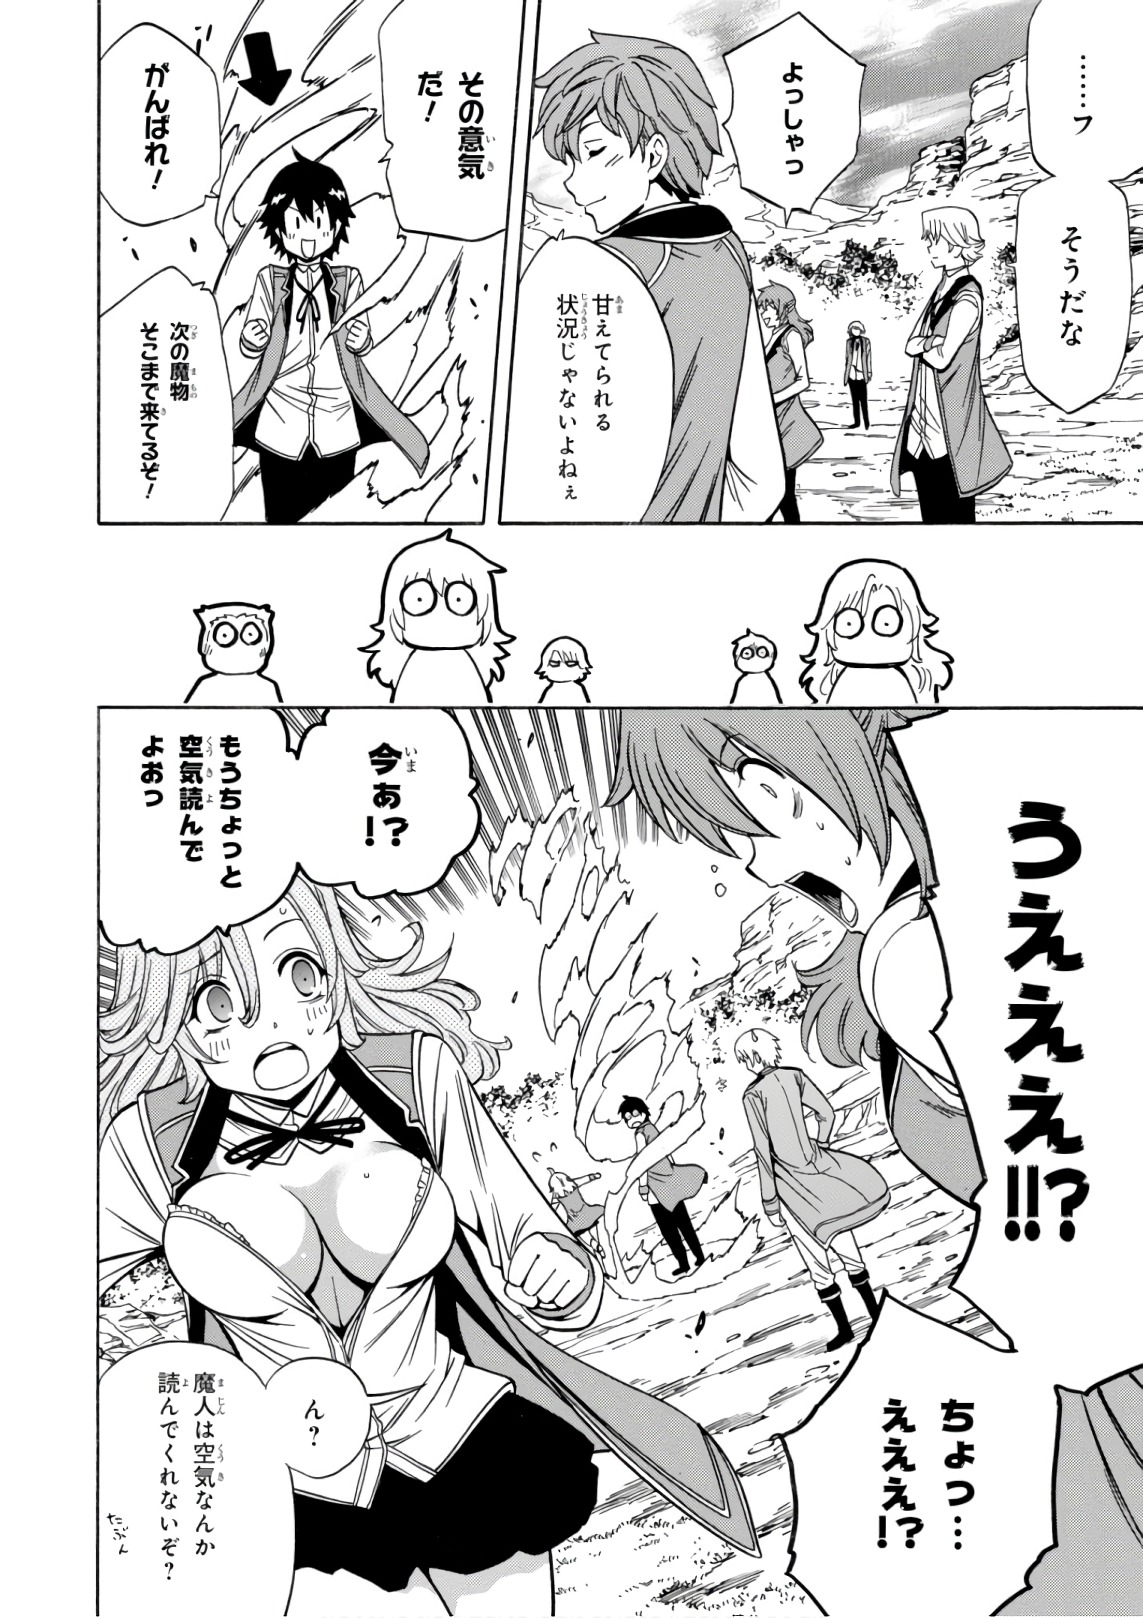 ……フ
そうだな
よっしゃっ
甘えてられる
状況じゃないよねぇ
その意気
だ！
がんばれ！
次の魔物
そこまで来てるぞ！
うええええ!!?
ちょっ…
ええええ!?
今ぁ!?
もうちょっと
空気読んで
よおっ
ん？
魔人は空気なんか
読んでくれないぞ？
たぶん